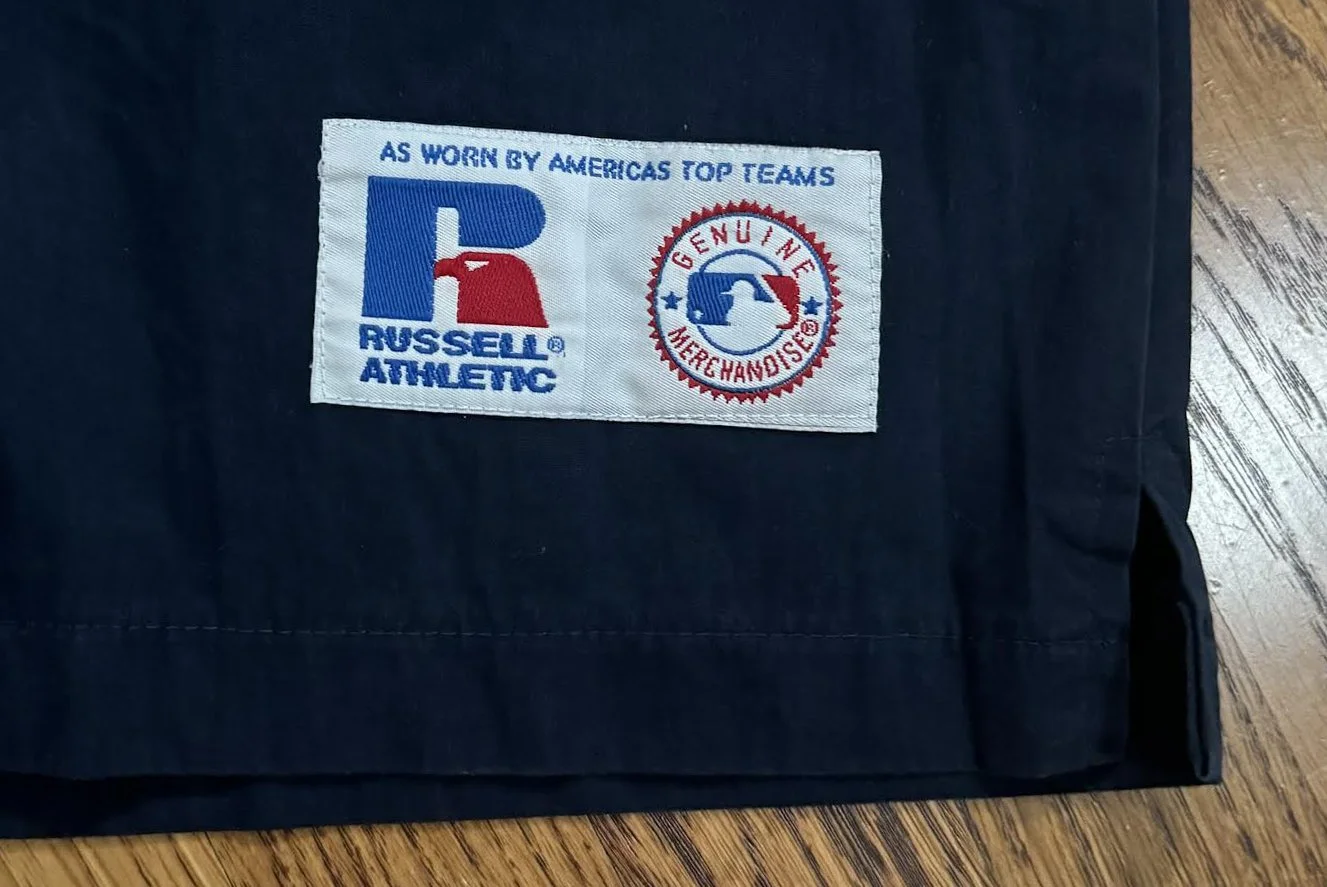 AS WORN BY AMERICAS TOP TEAMS
RUSSELL®
ATHLETIC
GENUINE
MERCHANDISE®